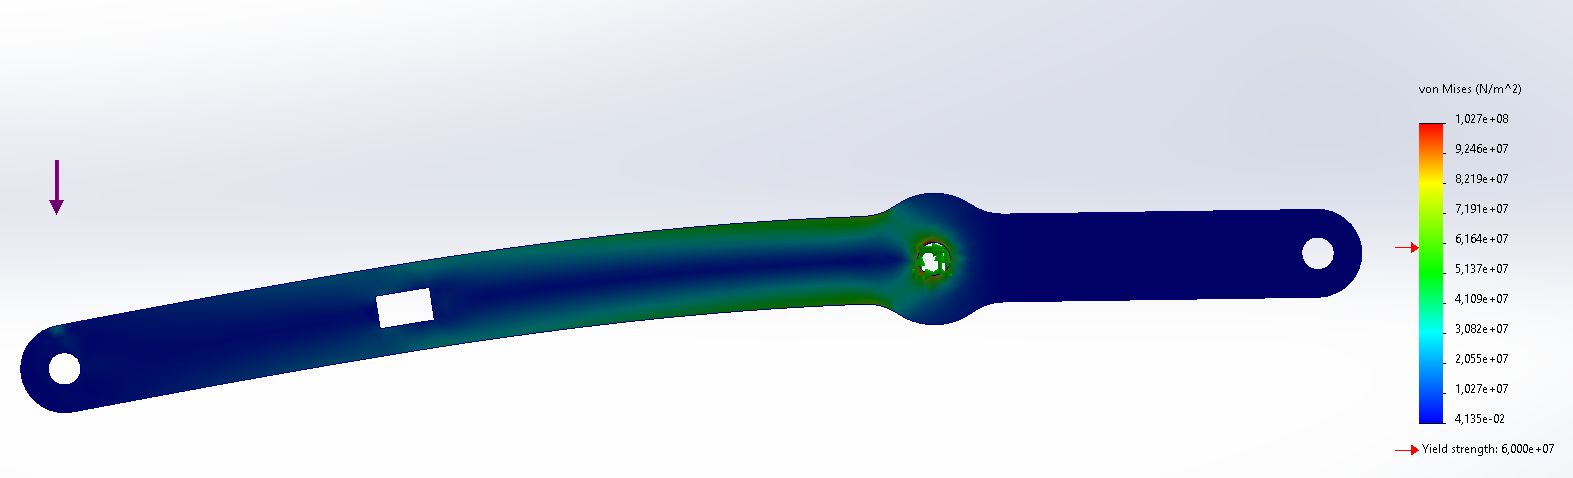 von Mises (N/m^2)
1,027e+08
9,246e+07
8,219e+07
7,191e+07
6,164e+07
5,137e+07
4,109e+07
3,082e+07
2,055e+07
1,027e+07
4,135e-02
Yield strength: 6,000e+07